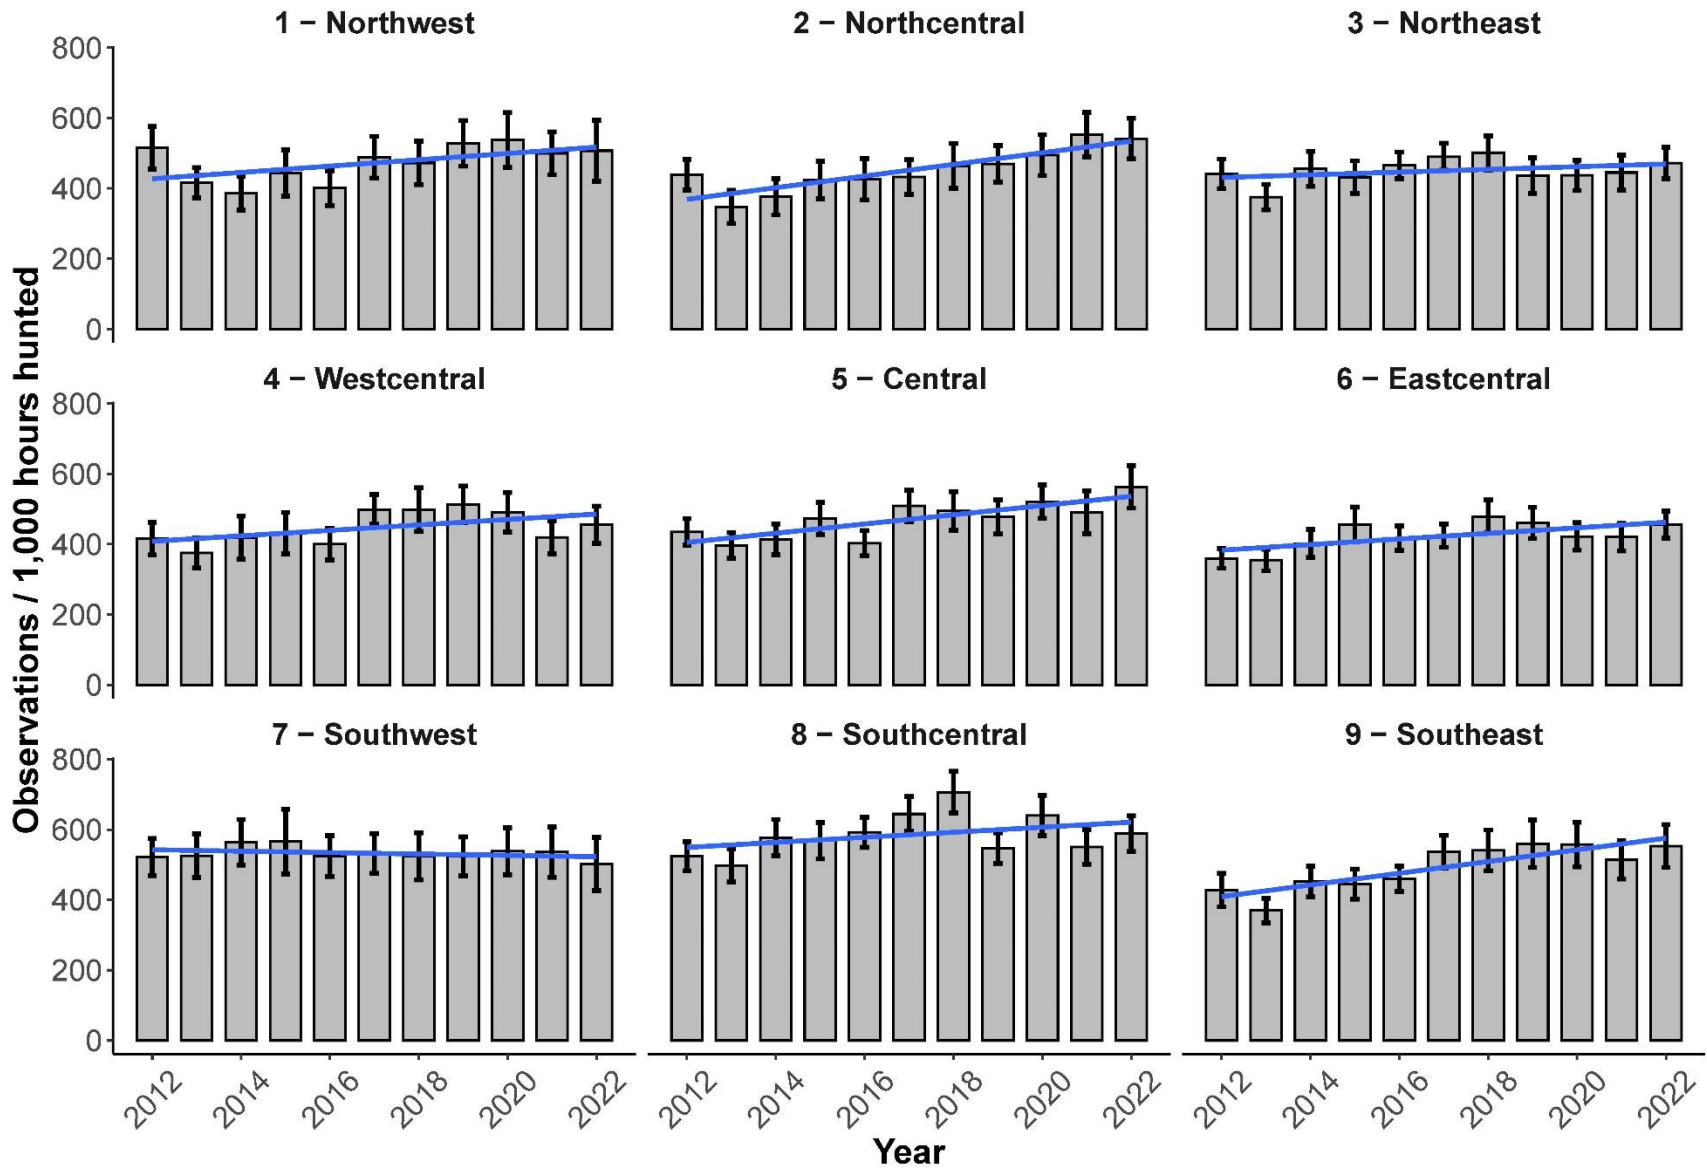 1 − Northwest
2 − Northcentral
3 − Northeast
800
600
400
200
0
4 − Westcentral
5 − Central
6 − Eastcentral
800
600
400
200
0
7 − Southwest
8 − Southcentral
9 − Southeast
800
600
400
200
0
Observations / 1,000 hours hunted
2012 2014 2016 2018 2020 2022
2012 2014 2016 2018 2020 2022
2012 2014 2016 2018 2020 2022
Year